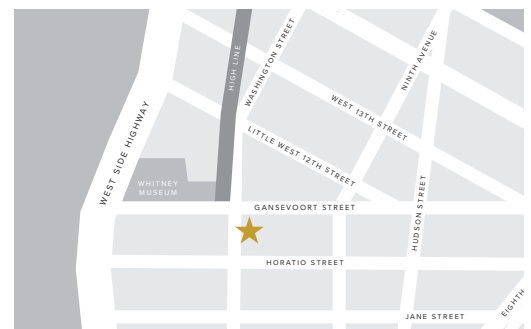 HIGH LINE
WASHINGTON STREET
NINTH AVENUE
WEST SIDE HIGHWAY
WEST 13TH STREET
LITTLE WEST 12TH STREET
WHITNEY
MUSEUM
GANSEVOORT STREET
HUDSON STREET
HORATIO STREET
EIGHTH
JANE STREET